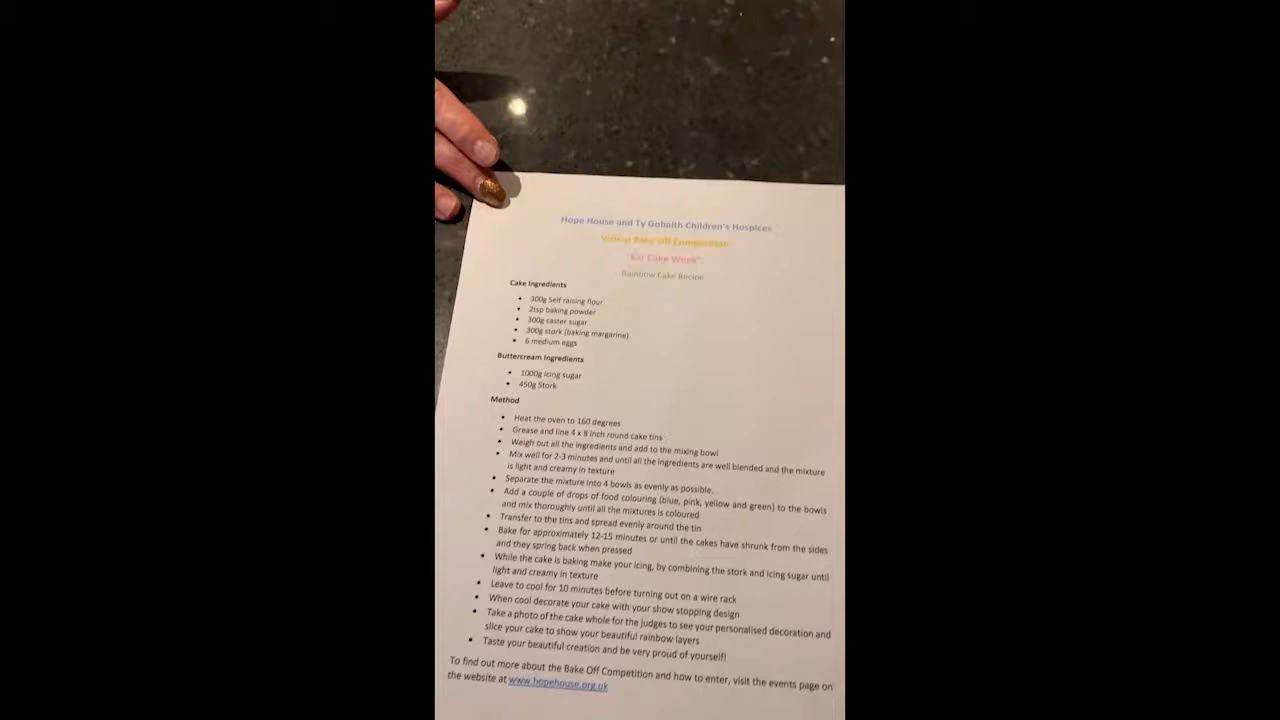 Hope House and Ty Gobaith Children's Hospices
Virtual Bake Off Competition
"Eat Cake Week"
Rainbow Cake Recipe
Cake Ingredients
• 300g Self raising flour
• 2tsp baking powder
• 300g caster sugar
• 300g stork (baking margarine)
• 6 medium eggs
Buttercream Ingredients
• 1000g Icing sugar
• 450g Stork
Method
• Heat the oven to 160 degrees
• Grease and line 4 x 8 inch round cake tins
• Weigh out all the ingredients and add to the mixing bowl
• Mix well for 2-3 minutes and until all the ingredients are well blended and the mixture
is light and creamy in texture
• Separate the mixture into 4 bowls as evenly as possible.
• Add a couple of drops of food colouring (blue, pink, yellow and green) to the bowls
and mix thoroughly until all the mixtures is coloured
• Transfer to the tins and spread evenly around the tin
• Bake for approximately 12-15 minutes or until the cakes have shrunk from the sides
and they spring back when pressed
• While the cake is baking make your icing, by combining the stork and icing sugar until
light and creamy in texture
• Leave to cool for 10 minutes before turning out on a wire rack
• When cool decorate your cake with your show stopping design
• Take a photo of the cake whole for the judges to see your personalised decoration and
slice your cake to show your beautiful rainbow layers
• Taste your beautiful creation and be very proud of yourself!
To find out more about the Bake Off Competition and how to enter, visit the events page on
the website at www.hopehouse.org.uk